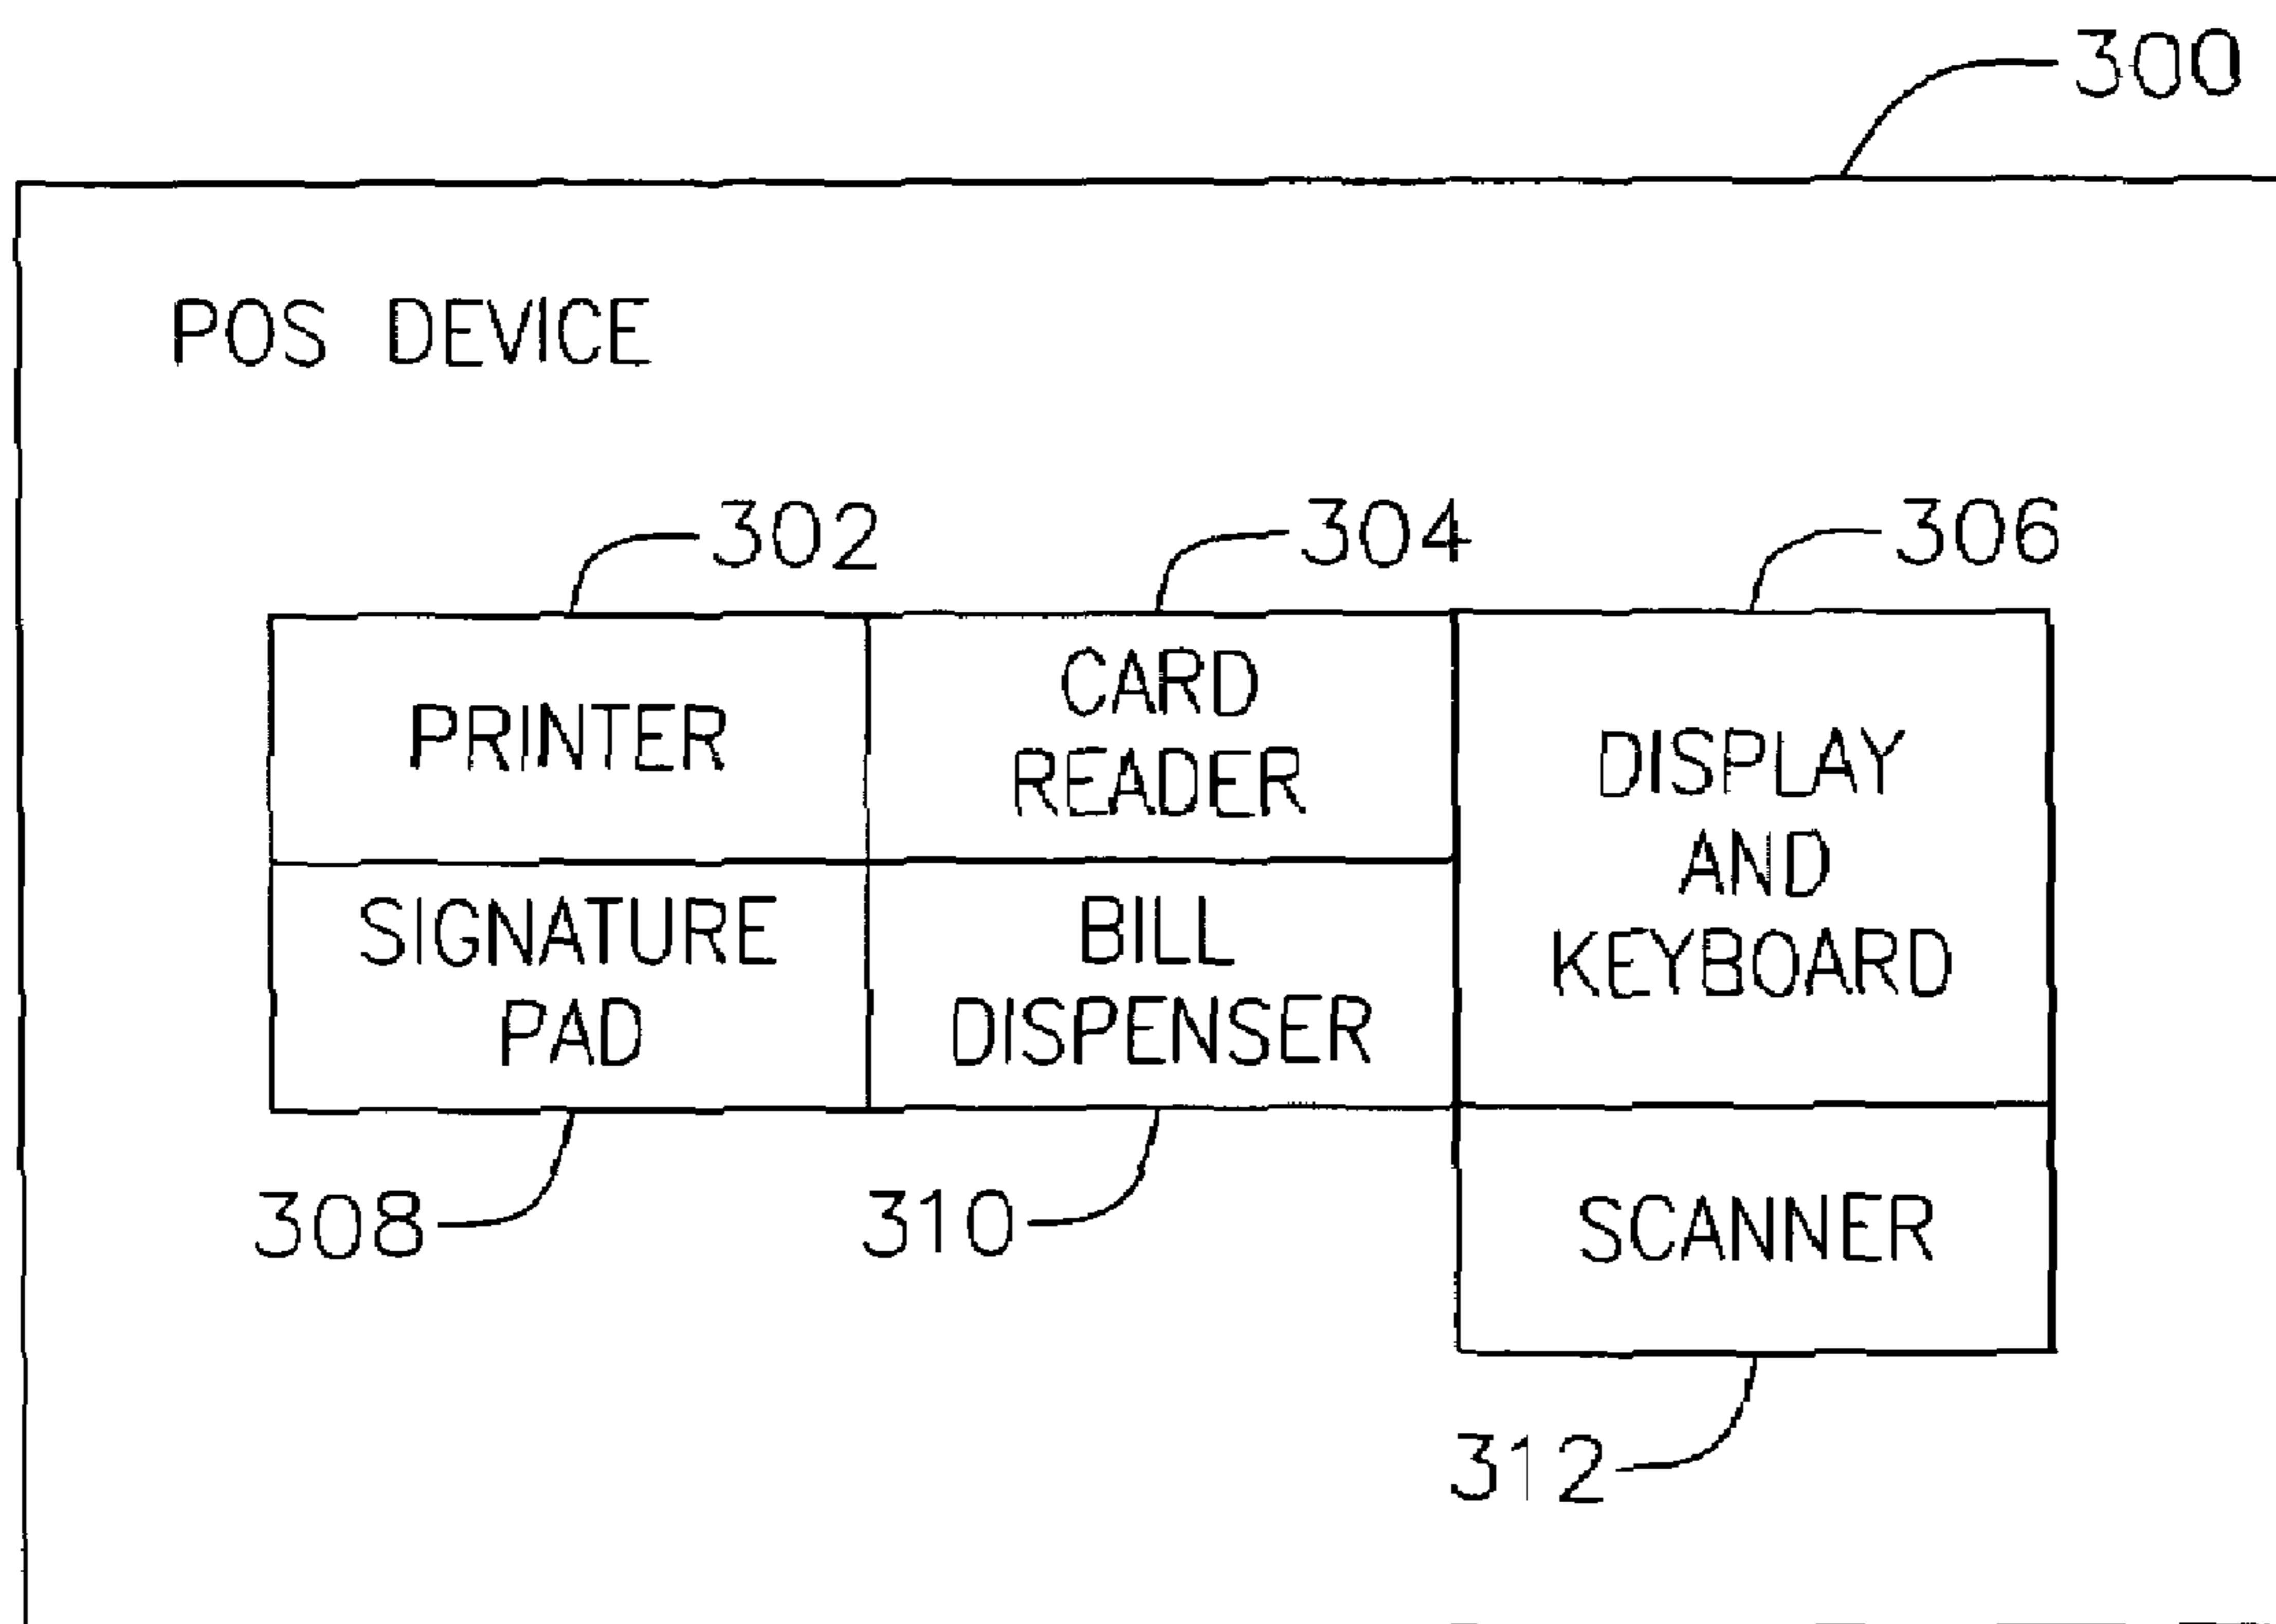 300
POS DEVICE
302
304
306
PRINTER
CARD
READER
DISPLAY
AND
KEYBOARD
SIGNATURE
PAD
BILL
DISPENSER
308
310
SCANNER
312